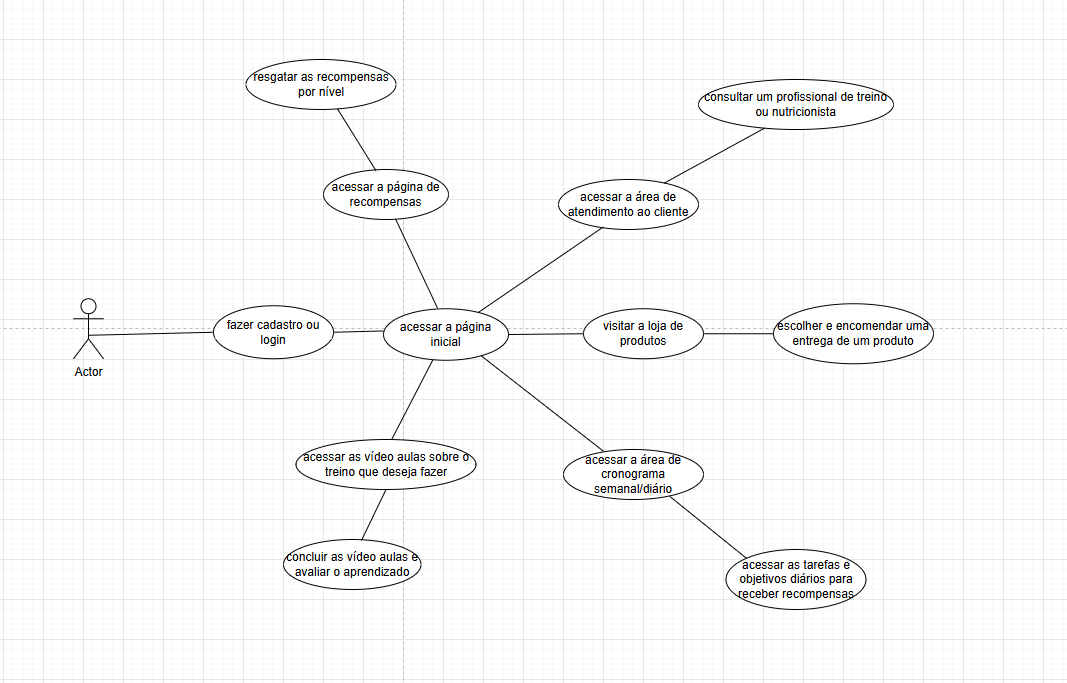 resgatar as recompensas
por nível
consultar um profissional de treino
ou nutricionista
acessar a página de
recompensas
acessar a área de
atendimento ao cliente
fazer cadastro ou
login
acessar a página
inicial
visitar a loja de
produtos
escolher e encomendar uma
entrega de um produto
Actor
acessar as vídeo aulas sobre o
treino que deseja fazer
acessar a área de
cronograma
semanal/diário
concluir as vídeo aulas e
avaliar o aprendizado
acessar as tarefas e
objetivos diários para
receber recompensas